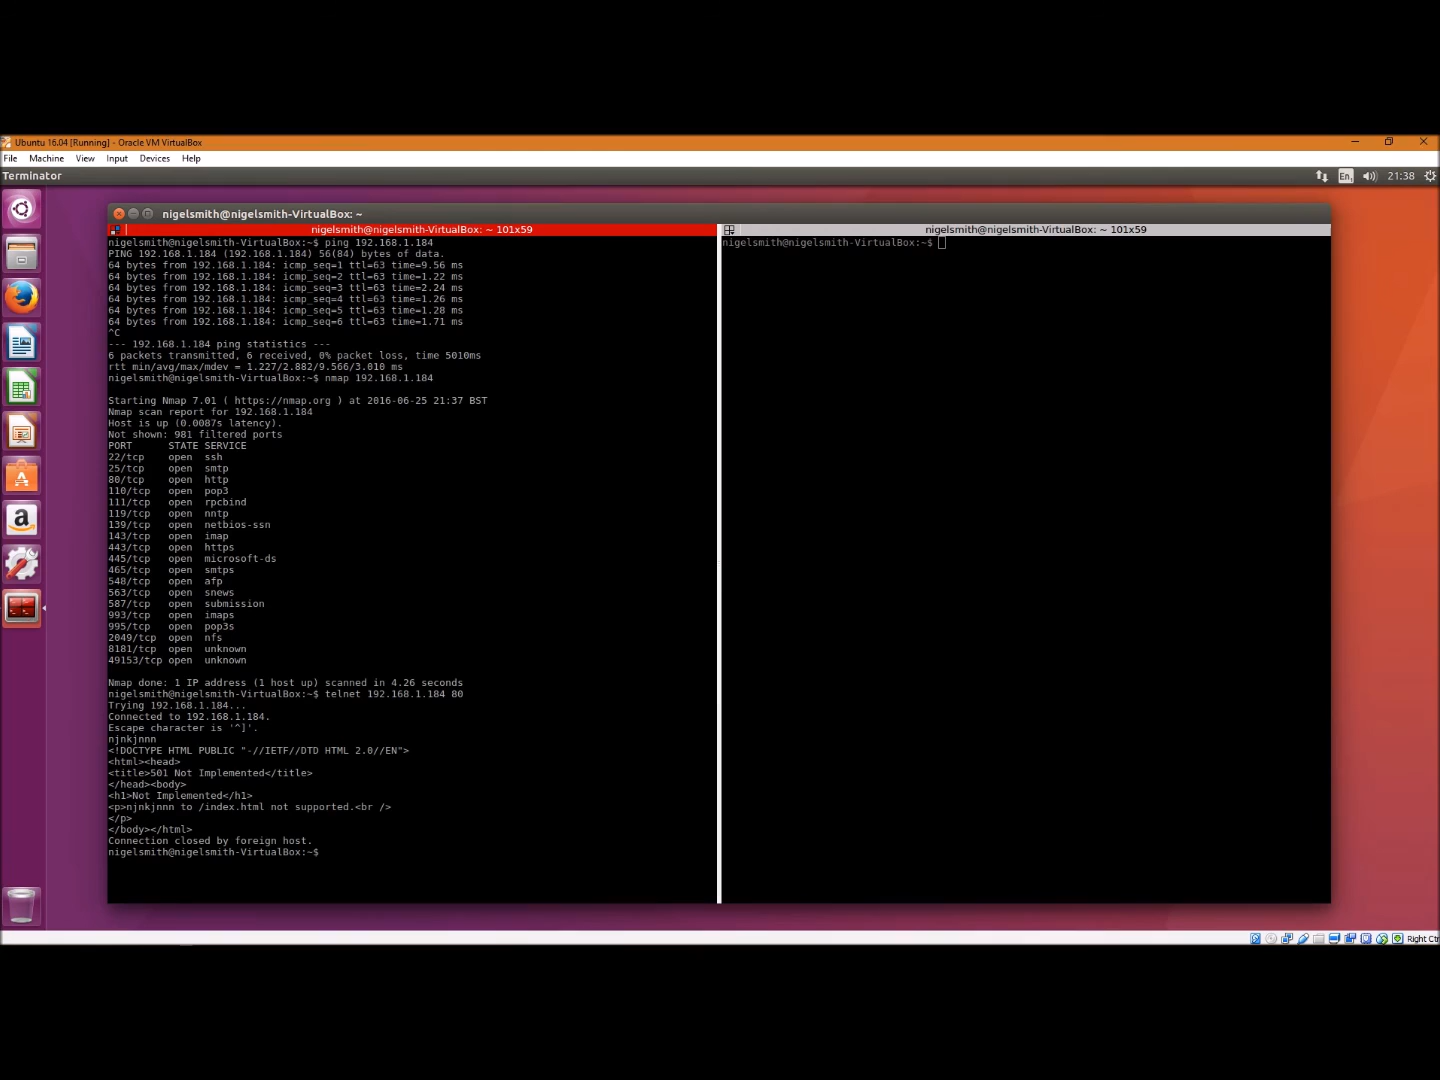 Ubuntu 16.04 [Running] - Oracle VM VirtualBox
File Machine View Input Devices Help
Terminator
En
21:38
nigelsmith@nigelsmith-VirtualBox: ~
nigelsmith@nigelsmith-VirtualBox: ~ 101x59
nigelsmith@nigelsmith-VirtualBox:~$ ping 192.168.1.184
PING 192.168.1.184 (192.168.1.184) 56(84) bytes of data.
64 bytes from 192.168.1.184: icmp_seq=1 ttl=63 time=9.56 ms
64 bytes from 192.168.1.184: icmp_seq=2 ttl=63 time=1.22 ms
64 bytes from 192.168.1.184: icmp_seq=3 ttl=63 time=2.24 ms
64 bytes from 192.168.1.184: icmp_seq=4 ttl=63 time=1.26 ms
64 bytes from 192.168.1.184: icmp_seq=5 ttl=63 time=1.28 ms
64 bytes from 192.168.1.184: icmp_seq=6 ttl=63 time=1.71 ms
^C
--- 192.168.1.184 ping statistics ---
6 packets transmitted, 6 received, 0% packet loss, time 5010ms
rtt min/avg/max/mdev = 1.227/2.882/9.566/3.010 ms
nigelsmith@nigelsmith-VirtualBox:~$ nmap 192.168.1.184
Starting Nmap 7.01 ( https://nmap.org ) at 2016-06-25 21:37 BST
Nmap scan report for 192.168.1.184
Host is up (0.0087s latency).
Not shown: 981 filtered ports
PORT STATE SERVICE
22/tcp open ssh
25/tcp open smtp
80/tcp open http
110/tcp open pop3
111/tcp open rpcbind
119/tcp open nntp
139/tcp open netbios-ssn
143/tcp open imap
443/tcp open https
445/tcp open microsoft-ds
465/tcp open smtps
548/tcp open afp
563/tcp open snews
587/tcp open submission
993/tcp open imaps
995/tcp open pop3s
2049/tcp open nfs
8181/tcp open unknown
49153/tcp open unknown
Nmap done: 1 IP address (1 host up) scanned in 4.26 seconds
nigelsmith@nigelsmith-VirtualBox:~$ telnet 192.168.1.184 80
Trying 192.168.1.184...
Connected to 192.168.1.184.
Escape character is '^]'.
njnkjnnn
<!DOCTYPE HTML PUBLIC "-//IETF//DTD HTML 2.0//EN">
<html><head>
<title>501 Not Implemented</title>
</head><body>
<h1>Not Implemented</h1>
<p>njnkjnnn to /index.html not supported.<br />
</p>
</body></html>
Connection closed by foreign host.
nigelsmith@nigelsmith-VirtualBox:~$
nigelsmith@nigelsmith-VirtualBox: ~ 101x59
nigelsmith@nigelsmith-VirtualBox:~$
Right Ctr